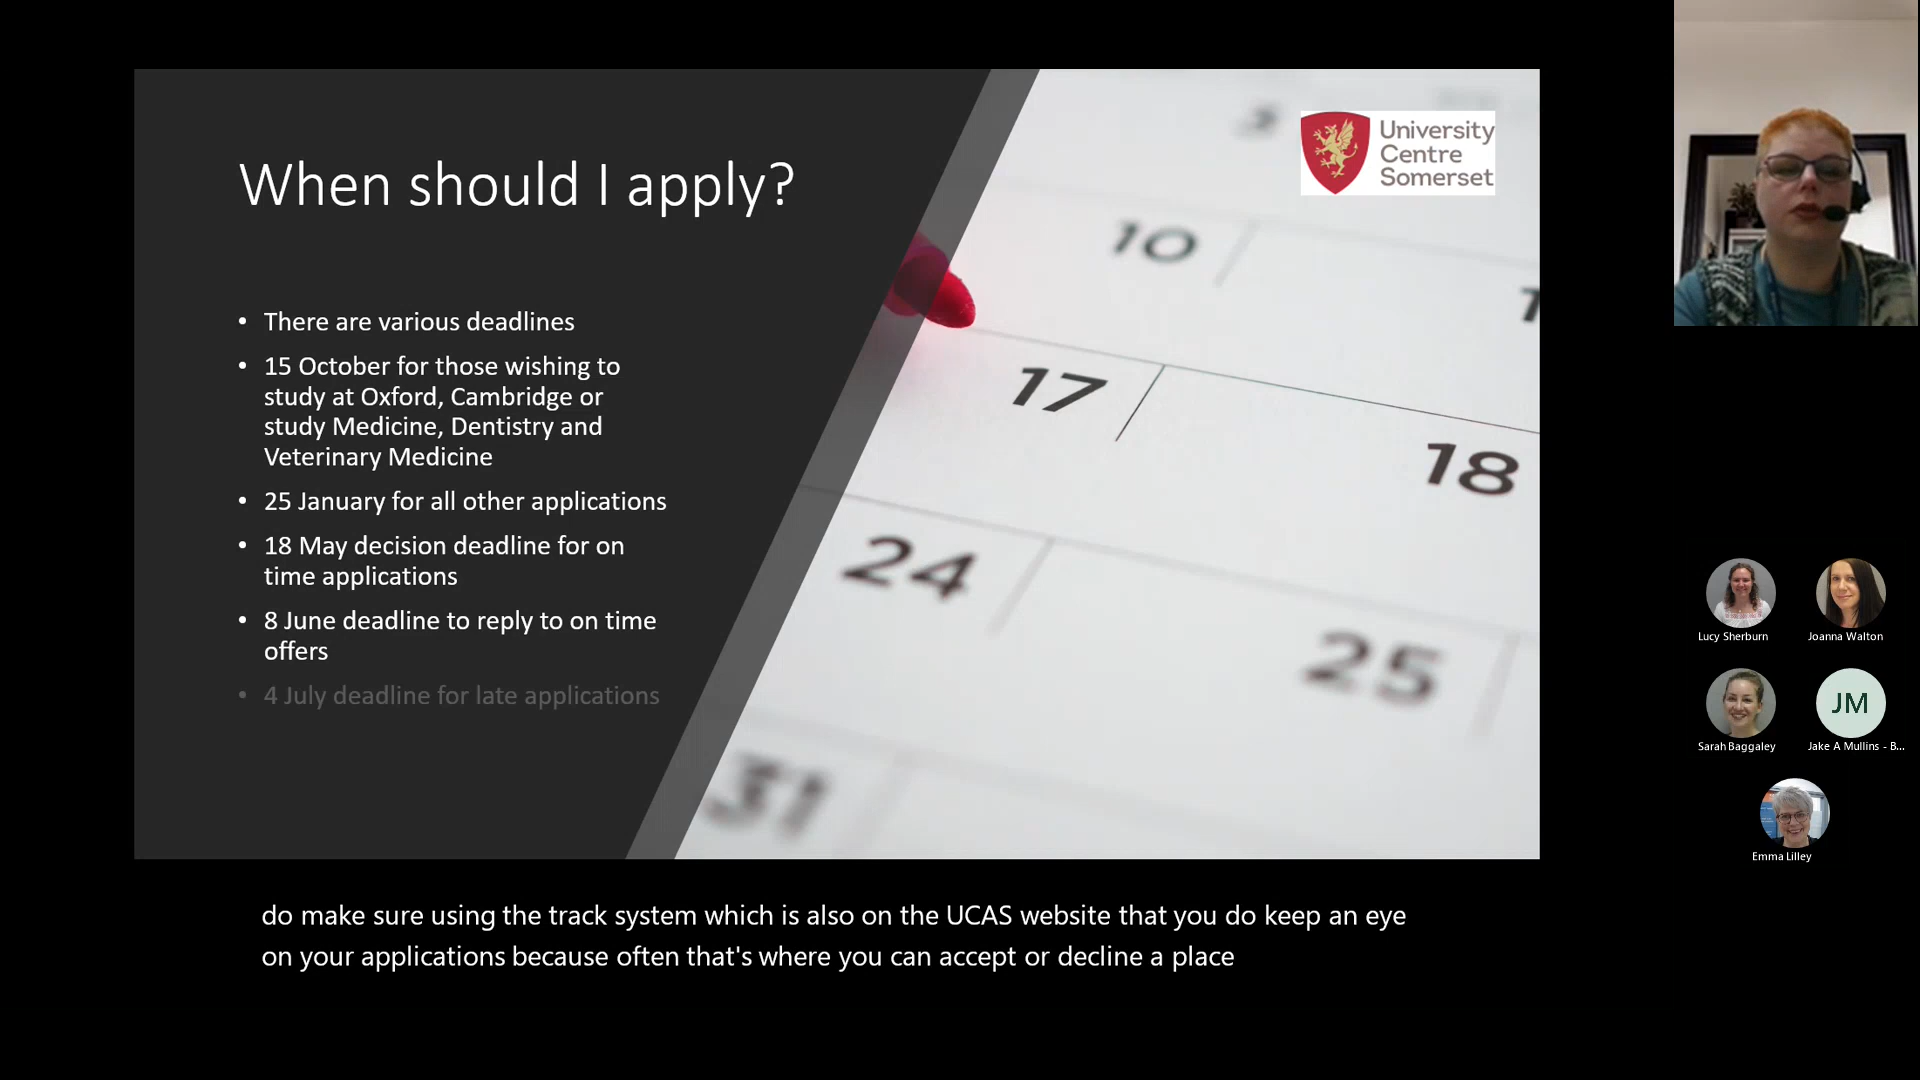 When should I apply?
• There are various deadlines
• 15 October for those wishing to
study at Oxford, Cambridge or
study Medicine, Dentistry and
Veterinary Medicine
• 25 January for all other applications
• 18 May decision deadline for on
time applications
• 8 June deadline to reply to on time
offers
• 4 July deadline for late applications
University
Centre
Somerset
10
17
18
24
25
31
Lucy Sherburn
Joanna Walton
Sarah Baggaley
JM
Jake A Mullins - B...
Emma Lilley
do make sure using the track system which is also on the UCAS website that you do keep an eye
on your applications because often that's where you can accept or decline a place